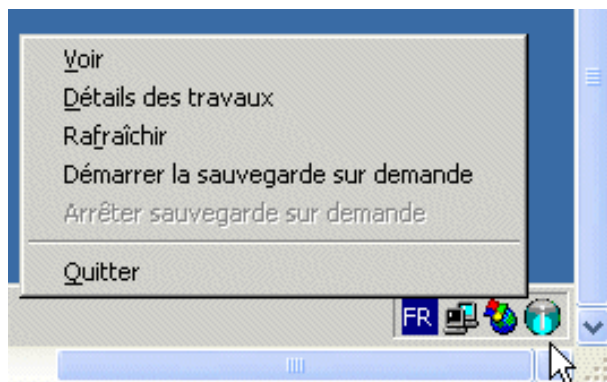 Voir
Détails des travaux
Rafraîchir
Démarrer la sauvegarde sur demande
Arrêter sauvegarde sur demande
Quitter
FR